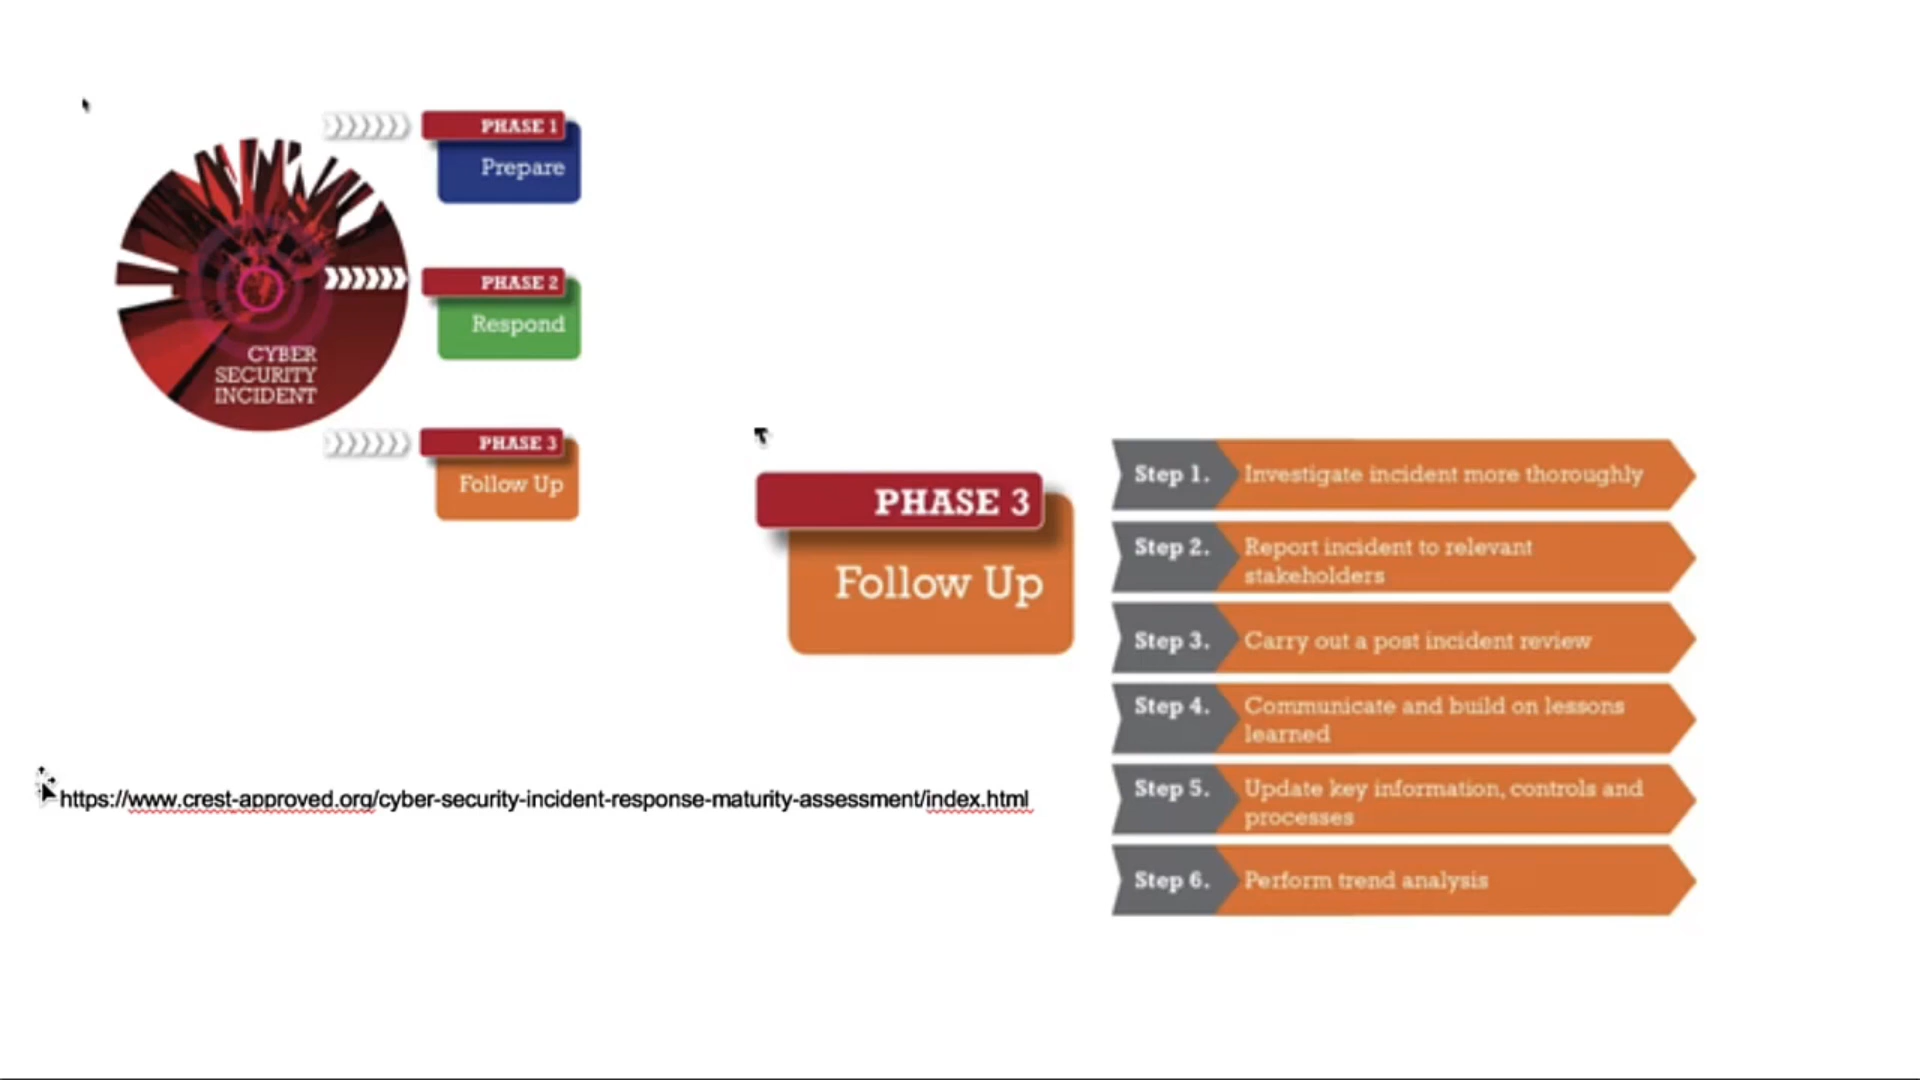 PHASE 1
Prepare
PHASE 2
Respond
CYBER
SECURITY
INCIDENT
PHASE 3
Follow Up
PHASE 3
Follow Up
Step 1. Investigate incident more thoroughly
Step 2. Report incident to relevant
stakeholders
Step 3. Carry out a post incident review
Step 4. Communicate and build on lessons
learned
Step 5. Update key information, controls and
processes
Step 6. Perform trend analysis
https://www.crest-approved.org/cyber-security-incident-response-maturity-assessment/index.html